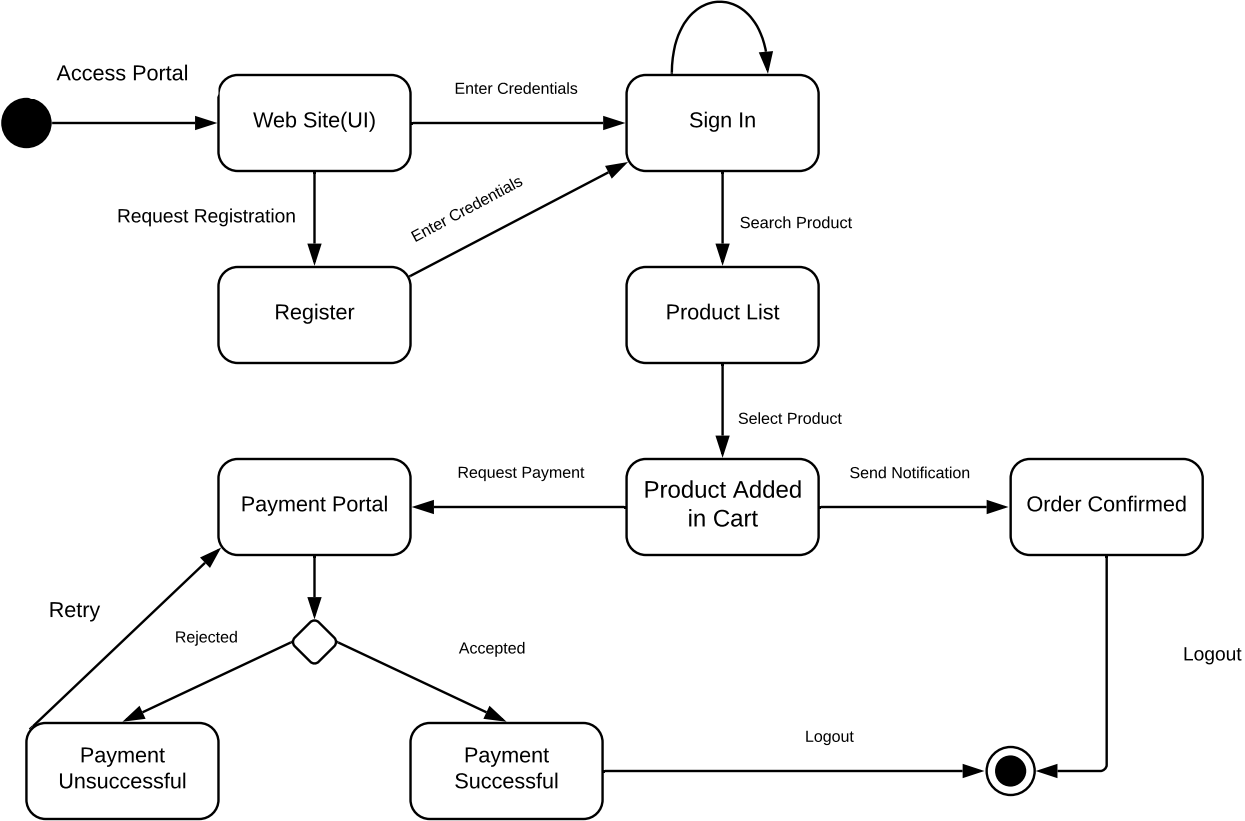 Access Portal
Web Site(UI)
Enter Credentials
Sign In
Request Registration
Enter Credentials
Search Product
Register
Product List
Select Product
Payment Portal
Request Payment
Product Added
in Cart
Send Notification
Order Confirmed
Retry
Rejected
Accepted
Logout
Payment
Unsuccessful
Payment
Successful
Logout